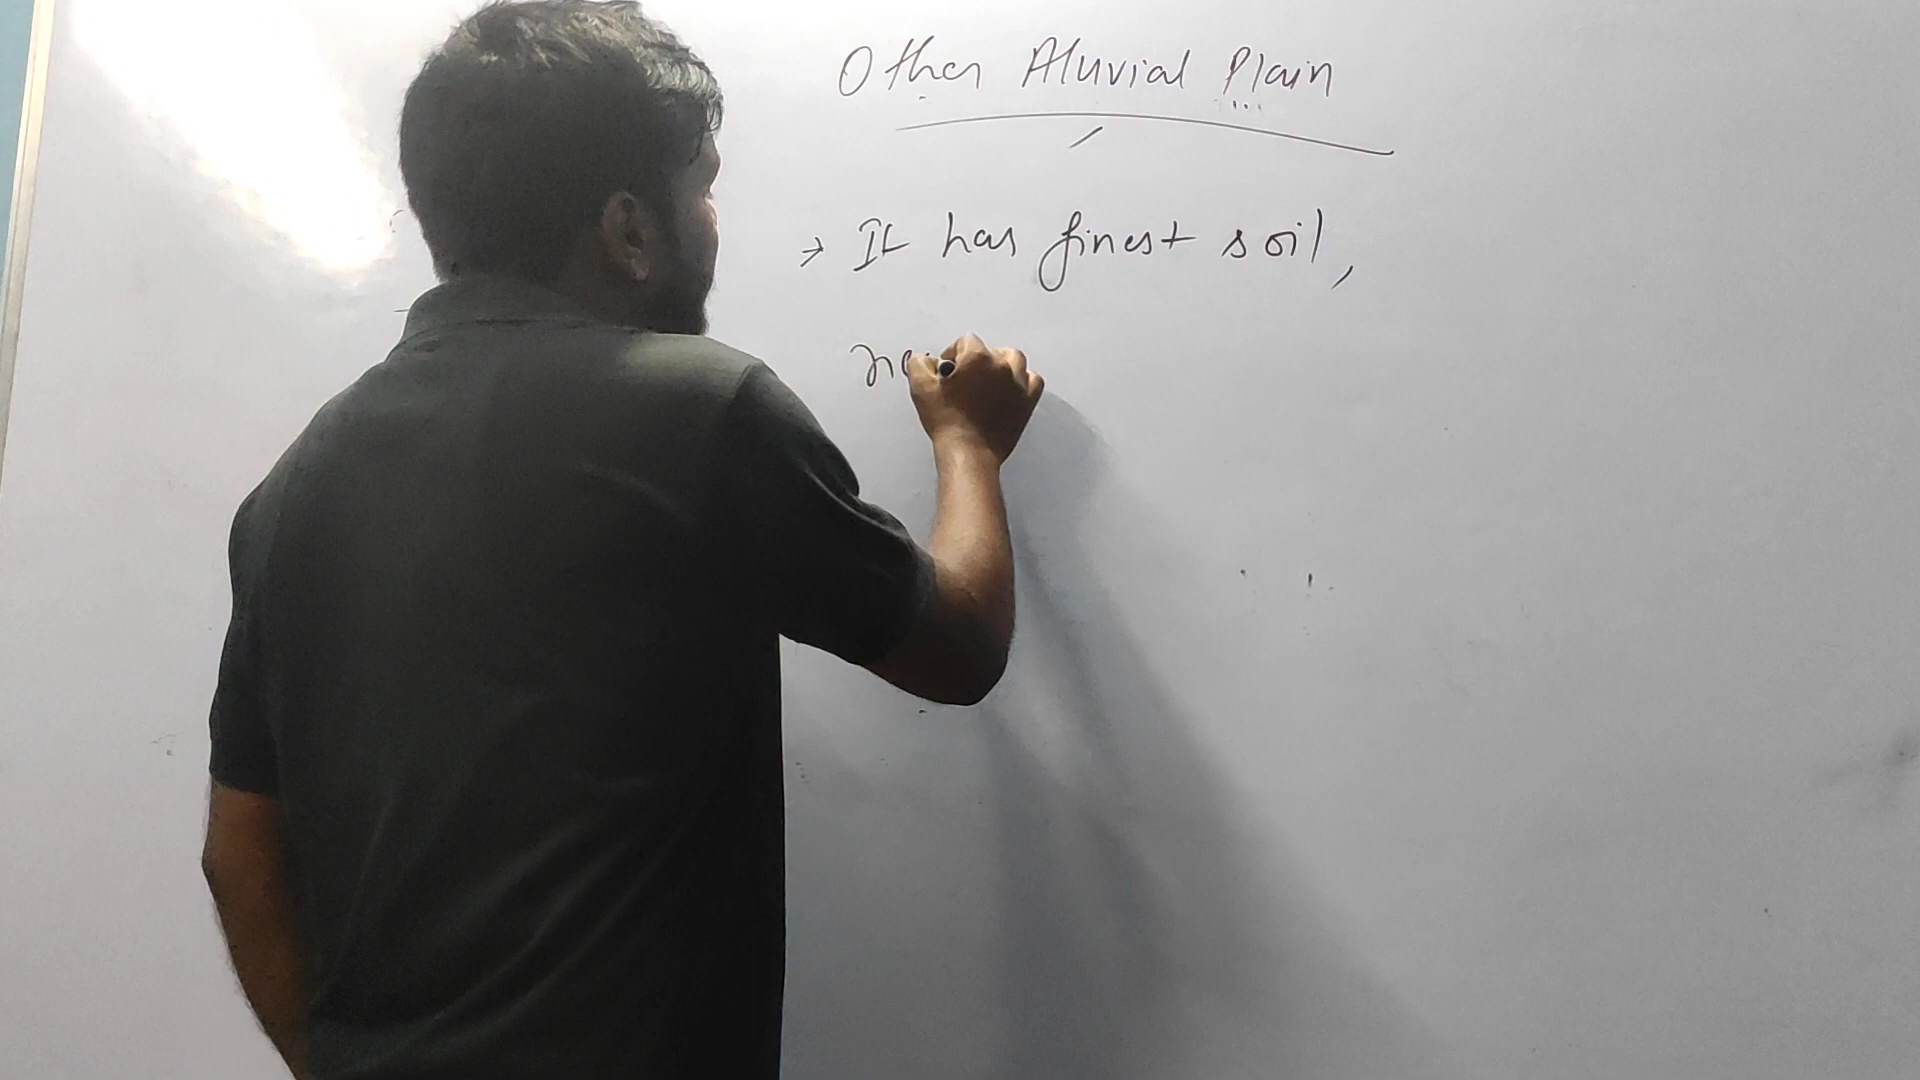 Other Aluvial Plain
→ It has finest soil,